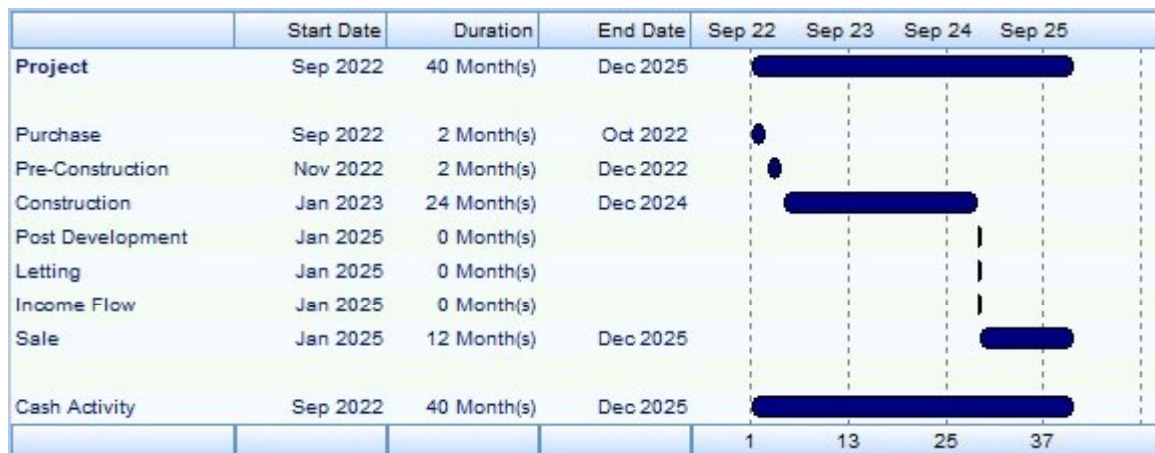 Start Date Duration End Date Sep 22 Sep 23 Sep 24 Sep 25
Project Sep 2022 40 Month(s) Dec 2025
Purchase Sep 2022 2 Month(s) Oct 2022
Pre-Construction Nov 2022 2 Month(s) Dec 2022
Construction Jan 2023 24 Month(s) Dec 2024
Post Development Jan 2025 0 Month(s)
Letting Jan 2025 0 Month(s)
Income Flow Jan 2025 0 Month(s)
Sale Jan 2025 12 Month(s) Dec 2025
Cash Activity Sep 2022 40 Month(s) Dec 2025
1 13 25 37